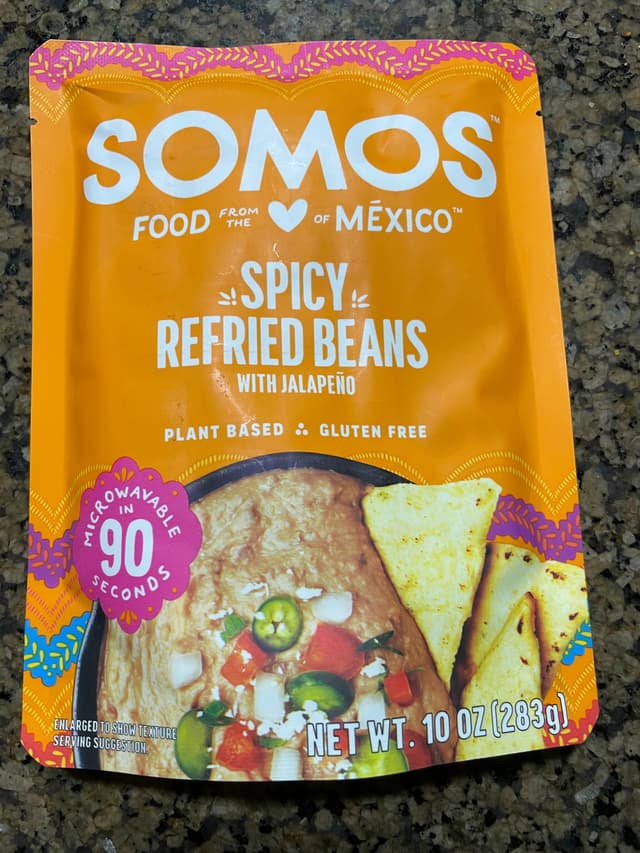 SOMOS™
FOOD FROM THE OF MÉXICO™
SPICY
REFRIED BEANS
WITH JALAPEÑO
PLANT BASED GLUTEN FREE
MICROWAVABLE
IN
90
SECONDS
ENLARGED TO SHOW TEXTURE
SERVING SUGGESTION.
NET WT. 10 OZ (283g)